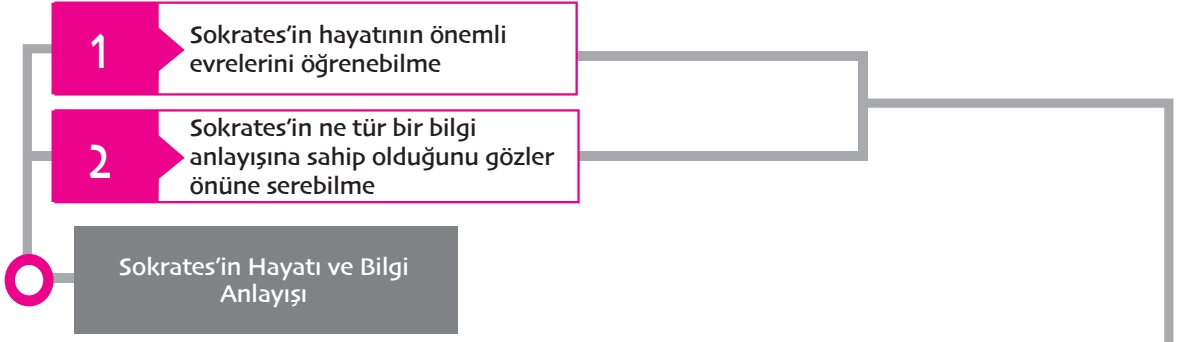 1
Sokrates’in hayatının önemli
evrelerini öğrenebilme
2
Sokrates’in ne tür bir bilgi
anlayışına sahip olduğunu gözler
önüne serebilme
Sokrates’in Hayatı ve Bilgi
Anlayışı